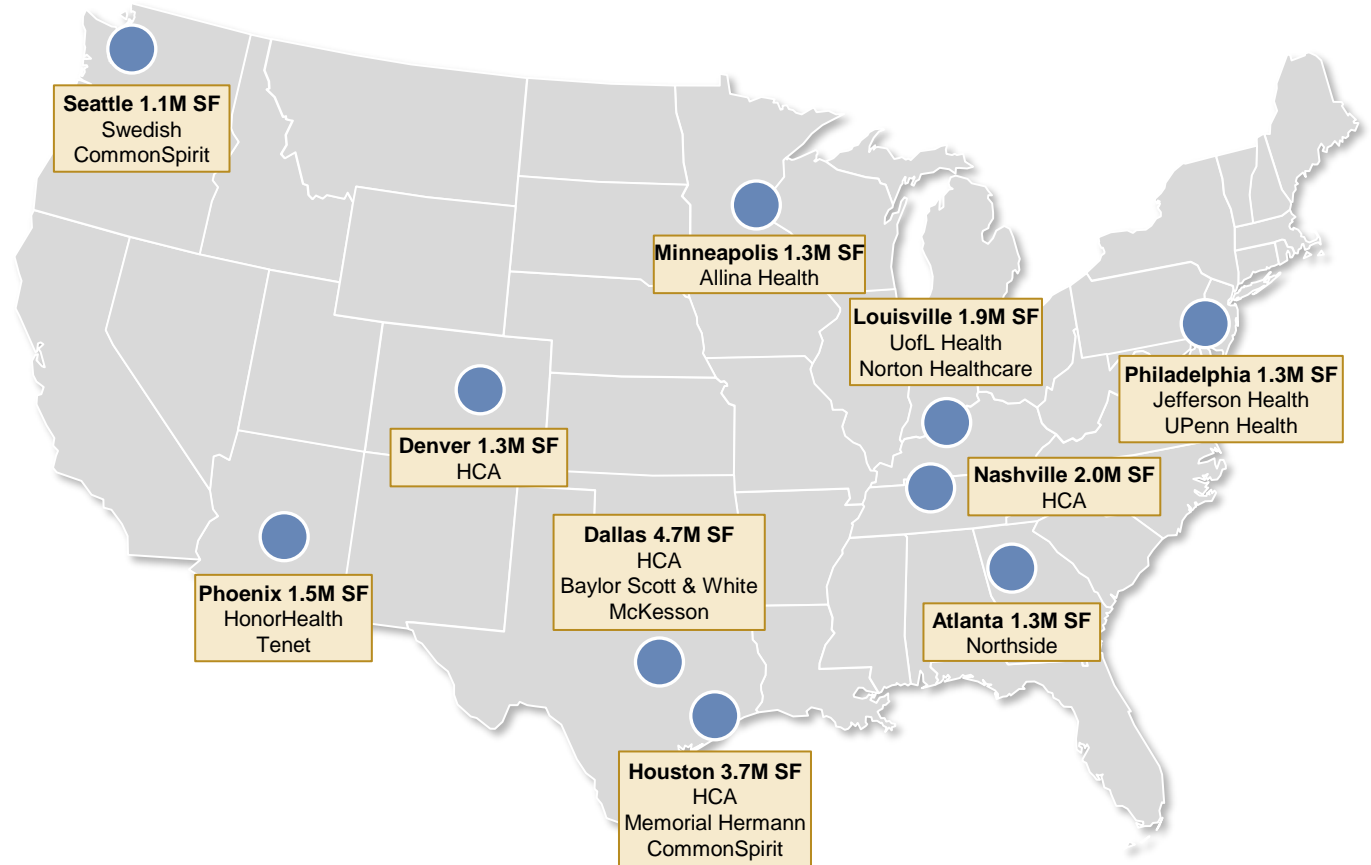 Seattle 1.1M SF
Swedish
CommonSpirit
Minneapolis 1.3M SF
Allina Health
Louisville 1.9M SF
UofL Health
Norton Healthcare
Philadelphia 1.3M SF
Jefferson Health
UPenn Health
Denver 1.3M SF
HCA
Nashville 2.0M SF
HCA
Dallas 4.7M SF
HCA
Baylor Scott & White
McKesson
Phoenix 1.5M SF
HonorHealth
Tenet
Atlanta 1.3M SF
Northside
Houston 3.7M SF
HCA
Memorial Hermann
CommonSpirit